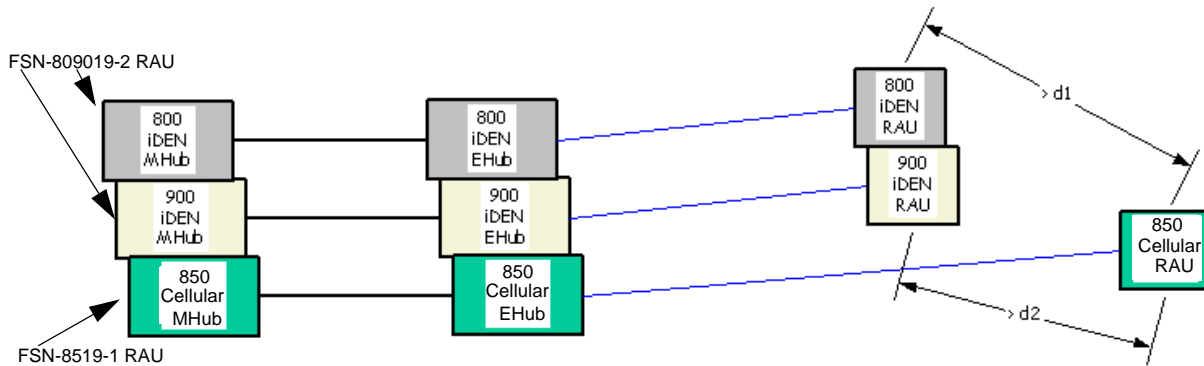 FSN-809019-2 RAU
800
iDEN
MHub
800
iDEN
EHub
800
iDEN
RAU
> d1
900
iDEN
MHub
900
iDEN
EHub
900
iDEN
RAU
850
Cellular
MHub
850
Cellular
EHub
850
Cellular
RAU
> d2
FSN-8519-1 RAU